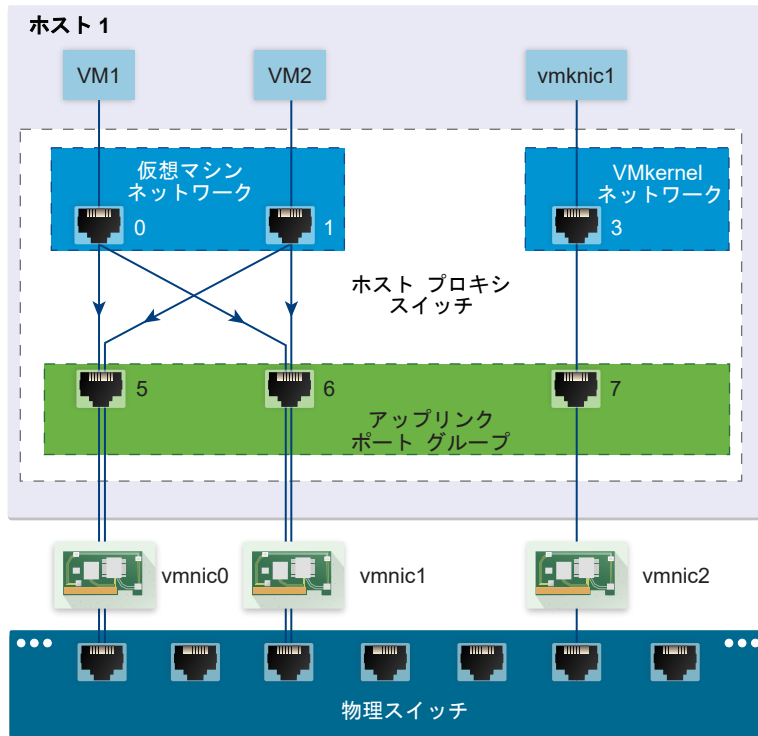 ホスト 1
VM1
VM2
vmknic1
仮想マシン
ネットワーク
VMkernel
ネットワーク
0
1
3
ホスト プロキシ
スイッチ
5
6
7
アップリンク
ポート グループ
vmnic0
vmnic1
vmnic2
物理スイッチ